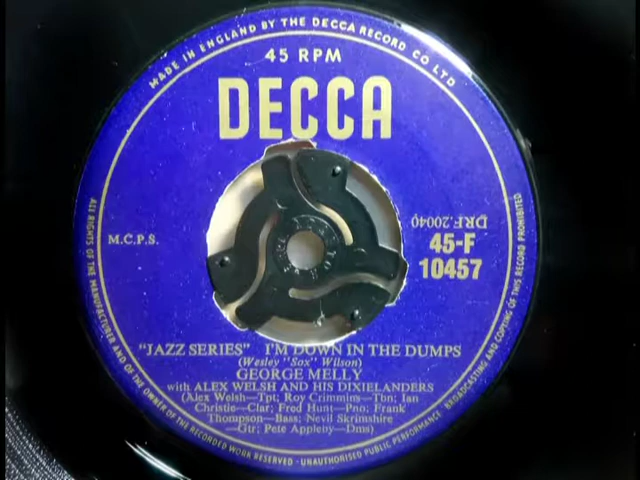 MADE IN ENGLAND BY THE DECCA RECORD CO LTD
45 RPM
DECCA
M.C.P.S.
DRF.20040
45-F
10457
"JAZZ SERIES" I'M DOWN IN THE DUMPS
(Wesley "Sox" Wilson)
GEORGE MELLY
with ALEX WELSH AND HIS DIXIELANDERS
(Alex Welsh—Tpt; Roy Crimmins—Tbn; Ian
Christie—Clar; Fred Hunt—Pno; Frank
Thompson—Bass; Nevil Skrimshire
—Gtr; Pete Appleby—Dms)
ALL RIGHTS OF THE MANUFACTURER AND OF THE OWNER OF THE RECORDED WORK RESERVED - UNAUTHORISED PUBLIC PERFORMANCE BROADCASTING AND COPYING OF THIS RECORD PROHIBITED